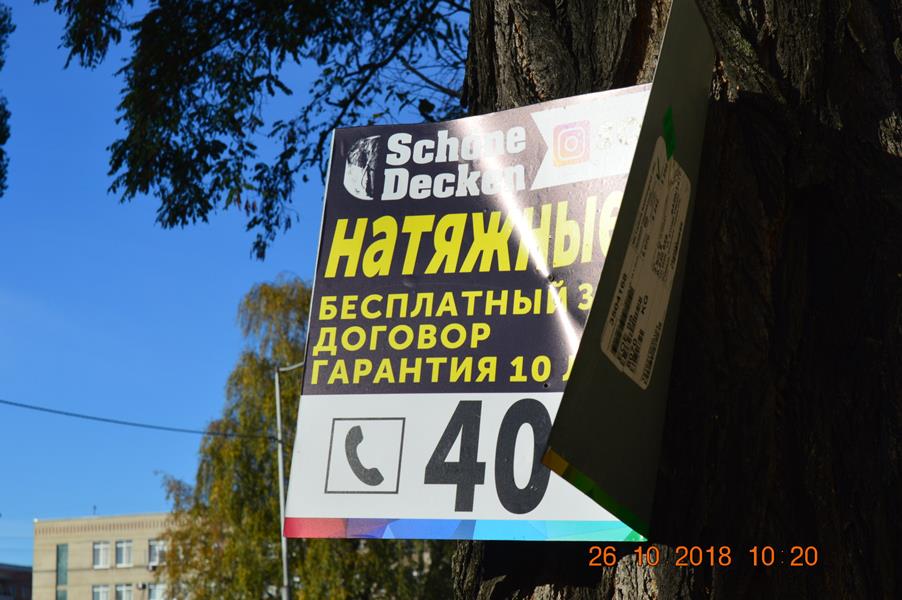 Schone
Decken
натяжные
БЕСПЛАТНЫЙ
ДОГОВОР
ГАРАНТИЯ 10
40
26 10 2018 10 20